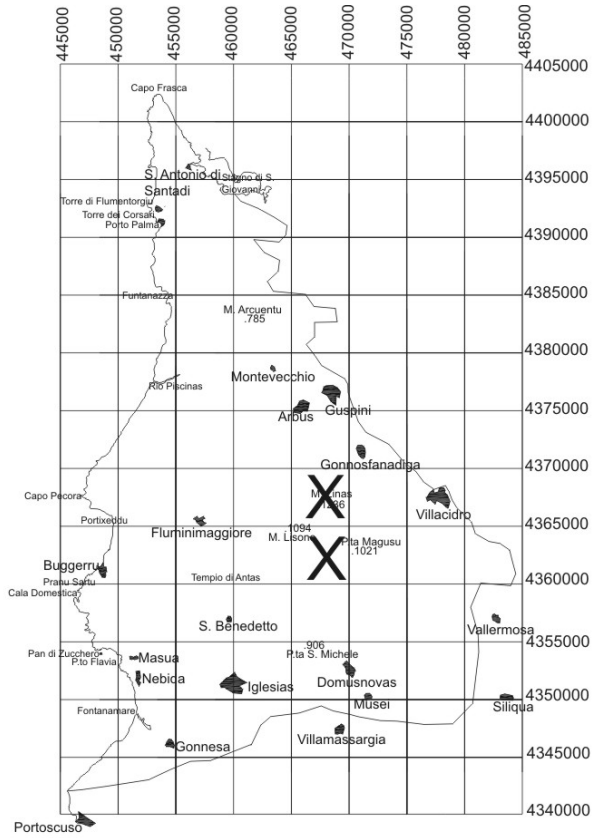 445000
450000
455000
460000
465000
470000
475000
480000
485000
4405000
Capo Frasca
4400000
S. Antonio di
Santadi
Stagno di S.
Giovanni
4395000
Torre di Flumentorgiu
Torre dei Corsari
Porto Palma
4390000
Funtanazza
4385000
M. Arcuentu
.785
4380000
Montevecchio
Rio Piscinas
Arbus
Guspini
4375000
Gonnosfanadiga
4370000
Capo Pecora
M. Linas
1236
X
Villacidro
Portixeddu
Fluminimaggiore
1094
M. Lisone
4365000
P.ta Magusu
.1021
X
Buggerru
Pranu Sartu
Cala Domestica
Tempio di Antas
4360000
S. Benedetto
Vallermosa
4355000
Pan di Zucchero
P.to Flavia
Masua
.906
P.ta S. Michele
Nebida
Iglesias
Domusnovas
Musei
Siliqua
4350000
Fontanamare
Gonnesa
Villamassargia
4345000
Portoscuso
4340000